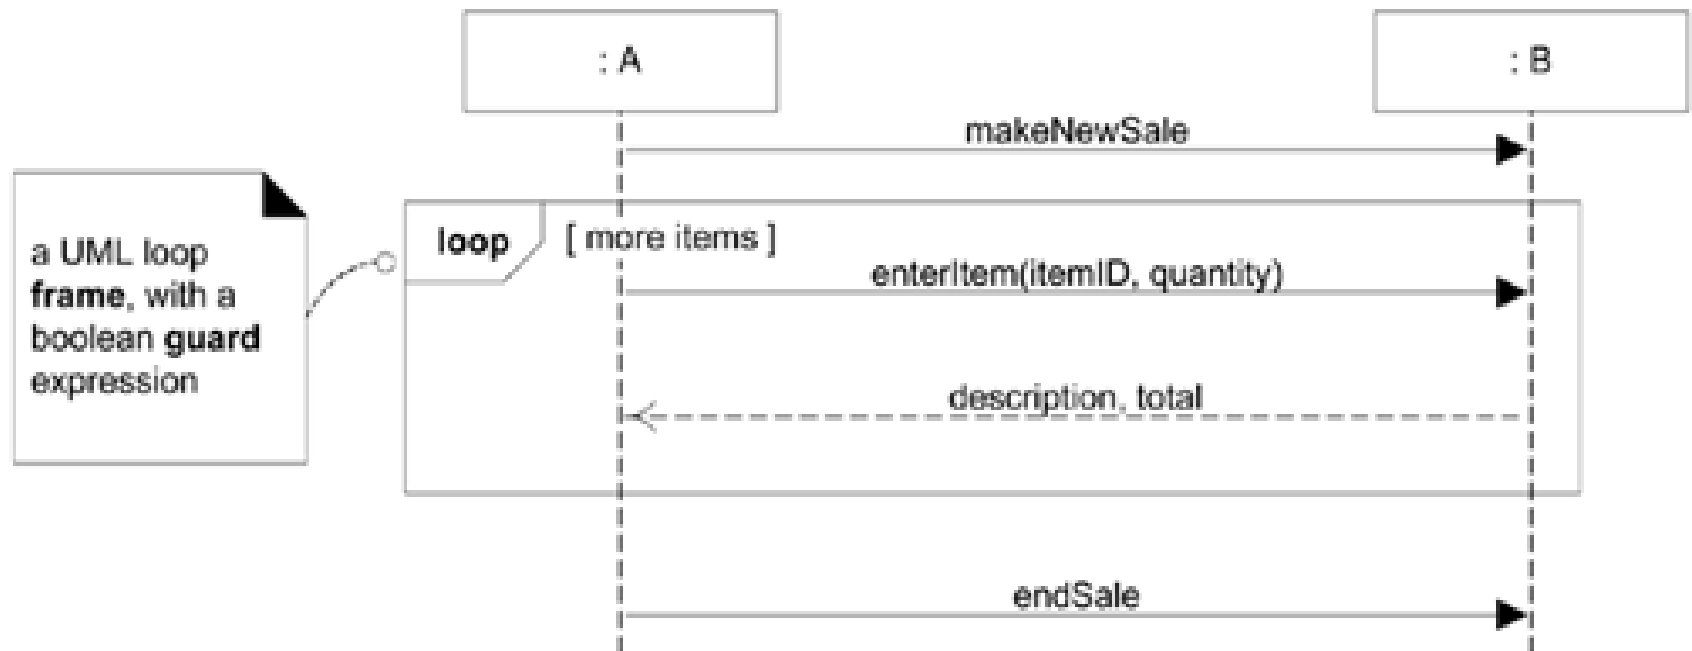 : A
: B
makeNewSale
a UML loop
frame, with a
boolean guard
expression
loop
[ more items ]
enterItem(itemID, quantity)
description, total
endSale